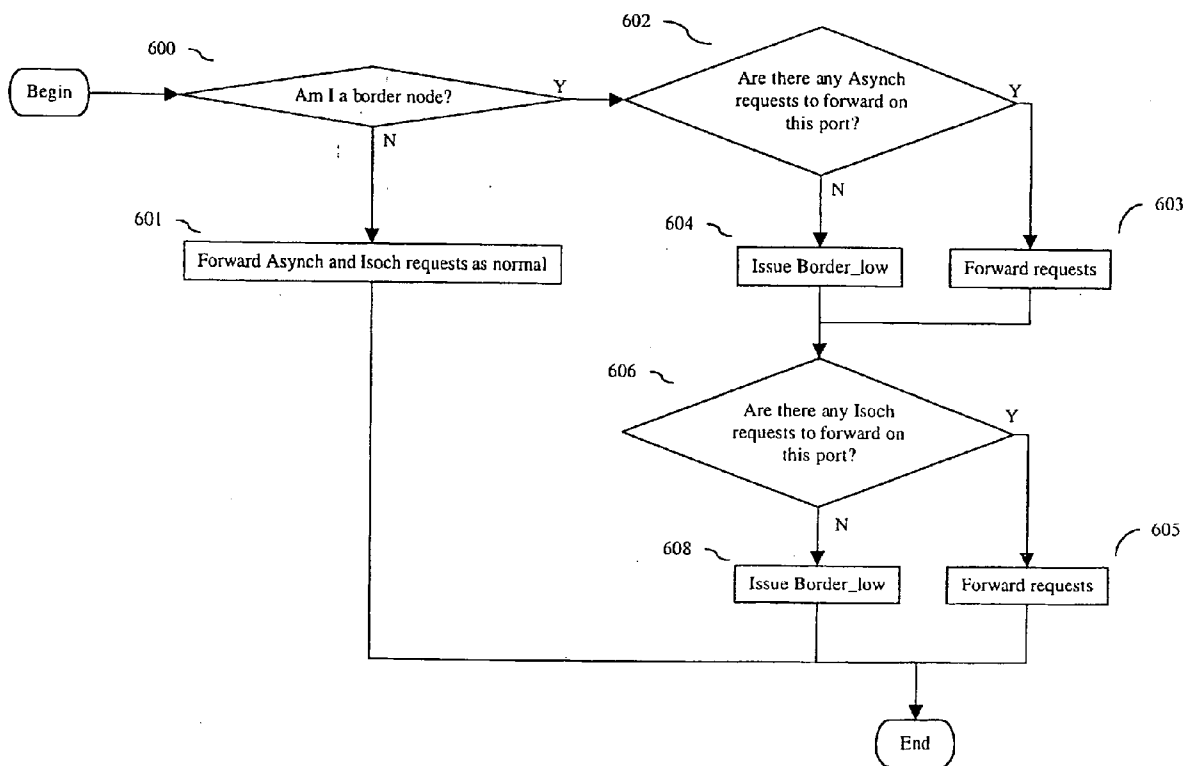 600
602
Begin
Am I a border node?
Y
N
Are there any Asynch
requests to forward on
this port?
Y
N
601
Forward Asynch and Isoch requests as normal
604
Issue Border_low
603
Forward requests
606
Are there any Isoch
requests to forward on
this port?
Y
N
608
Issue Border_low
605
Forward requests
End